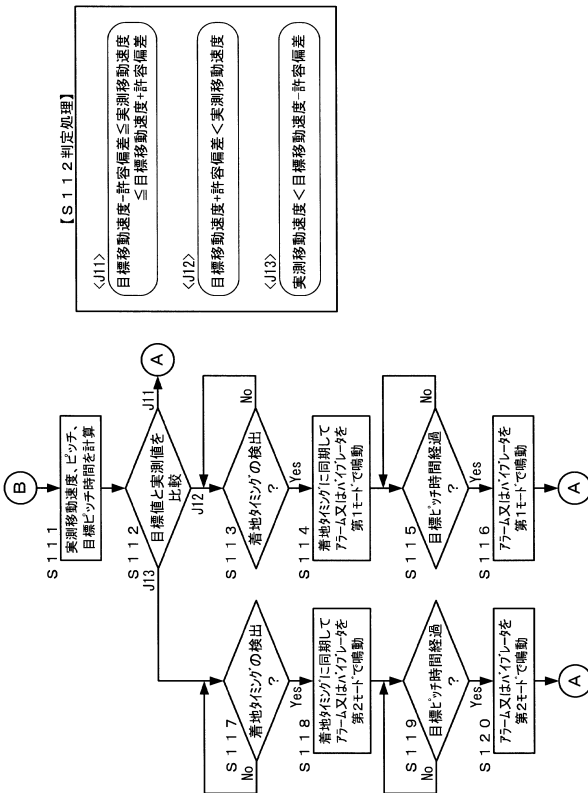 B
S111
実測移動速度、ピッチ、
目標ピッチ時間を計算
S112
目標値と実測値を
比較
J11
A
J12
J13
S113
着地タイミングの検出
?
No
Yes
S114
着地タイミングに同期して
アラーム又はバイブレータを
第1モードで鳴動
S115
目標ピッチ時間経過
?
No
Yes
S116
アラーム又はバイブレータを
第1モードで鳴動
A
S117
着地タイミングの検出
?
No
Yes
S118
着地タイミングに同期して
アラーム又はバイブレータを
第2モードで鳴動
S119
目標ピッチ時間経過
?
No
Yes
S120
アラーム又はバイブレータを
第2モードで鳴動
A
【S112判定処理】
<J11>
目標移動速度-許容偏差≦実測移動速度
≦目標移動速度+許容偏差
<J12>
目標移動速度+許容偏差<実測移動速度
<J13>
実測移動速度<目標移動速度-許容偏差